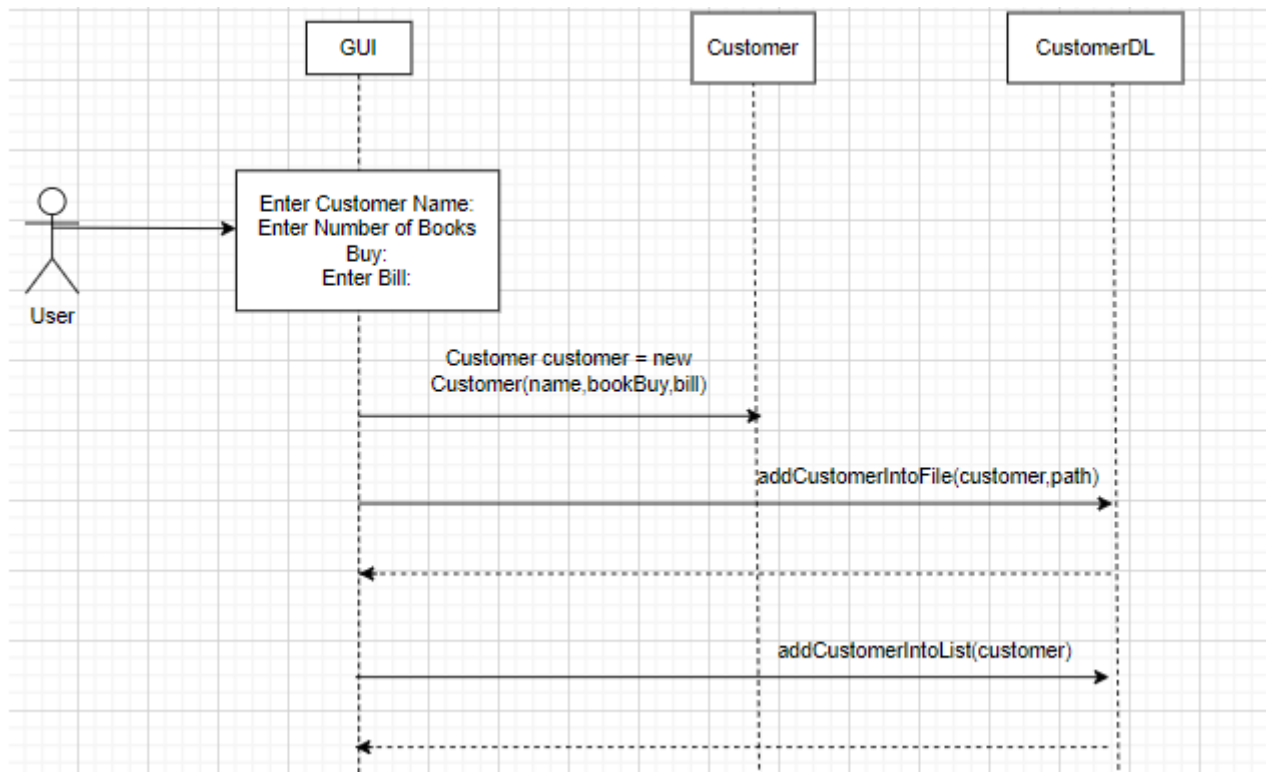 GUI
Customer
CustomerDL
Enter Customer Name:
Enter Number of Books
Buy:
Enter Bill:
User
Customer customer = new
Customer(name,bookBuy,bill)
addCustomerIntoFile(customer,path)
addCustomerIntoList(customer)